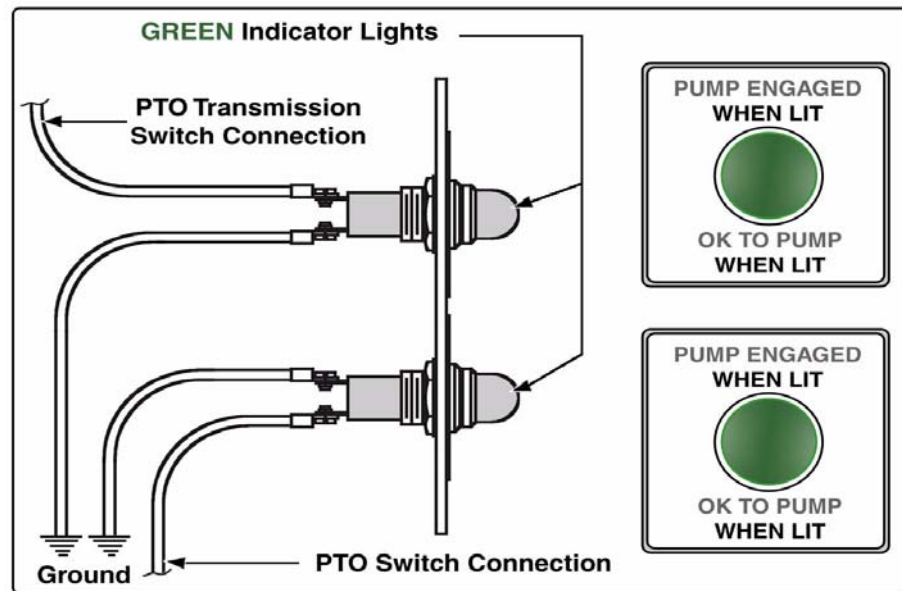 GREEN Indicator Lights
PTO Transmission
Switch Connection
Ground
PTO Switch Connection
PUMP ENGAGED
WHEN LIT
OK TO PUMP
WHEN LIT
PUMP ENGAGED
WHEN LIT
OK TO PUMP
WHEN LIT